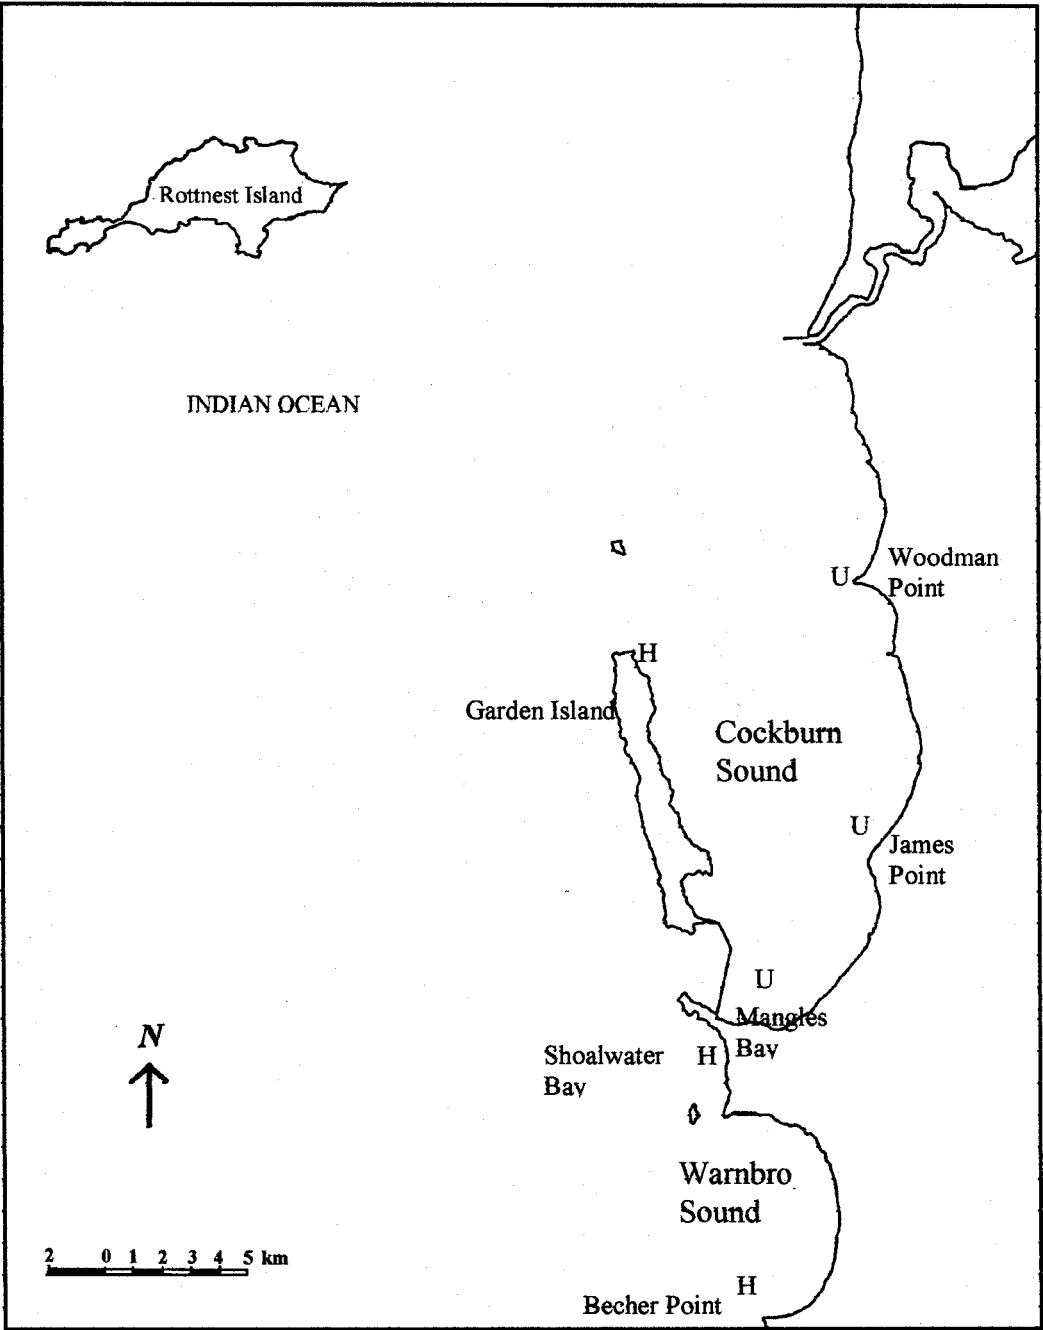 Rottnest Island
INDIAN OCEAN
U
Woodman
Point
H
Garden Island
Cockburn
Sound
U
James
Point
U
Mangles
Bay
N
Shoalwater
Bay
H
Warnbro
Sound
2 0 1 2 3 4 5 km
H
Becher Point